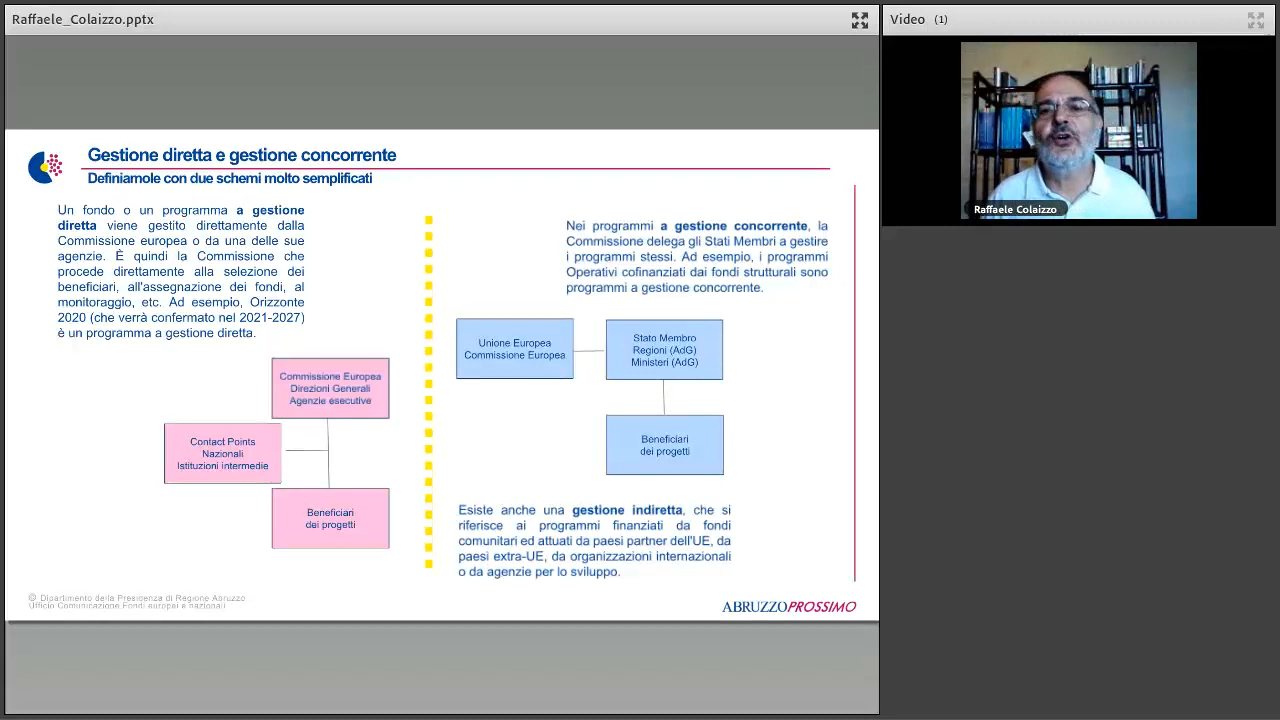 Raffaele_Colaizzo.pptx
Video (1)
Raffaele Colaizzo
Gestione diretta e gestione concorrente
Definiamole con due schemi molto semplificati
Un fondo o un programma a gestione
diretta viene gestito direttamente dalla
Commissione europea o da una delle sue
agenzie. È quindi la Commissione che
procede direttamente alla selezione dei
beneficiari, all'assegnazione dei fondi, al
monitoraggio, etc. Ad esempio, Orizzonte
2020 (che verrà confermato nel 2021-2027)
è un programma a gestione diretta.
Commissione Europea
Direzioni Generali
Agenzie esecutive
Contact Points
Nazionali
Istituzioni intermedie
Beneficiari
dei progetti
Nei programmi a gestione concorrente, la
Commissione delega gli Stati Membri a gestire
i programmi stessi. Ad esempio, i programmi
Operativi cofinanziati dai fondi strutturali sono
programmi a gestione concorrente.
Unione Europea
Commissione Europea
Stato Membro
Regioni (AdG)
Ministeri (AdG)
Beneficiari
dei progetti
Esiste anche una gestione indiretta, che si
riferisce ai programmi finanziati da fondi
comunitari ed attuati da paesi partner dell'UE, da
paesi extra-UE, da organizzazioni internazionali
o da agenzie per lo sviluppo.
© Dipartimento della Presidenza di Regione Abruzzo
Ufficio Comunicazione Fondi europei e nazionali
ABRUZZOPROSSIMO